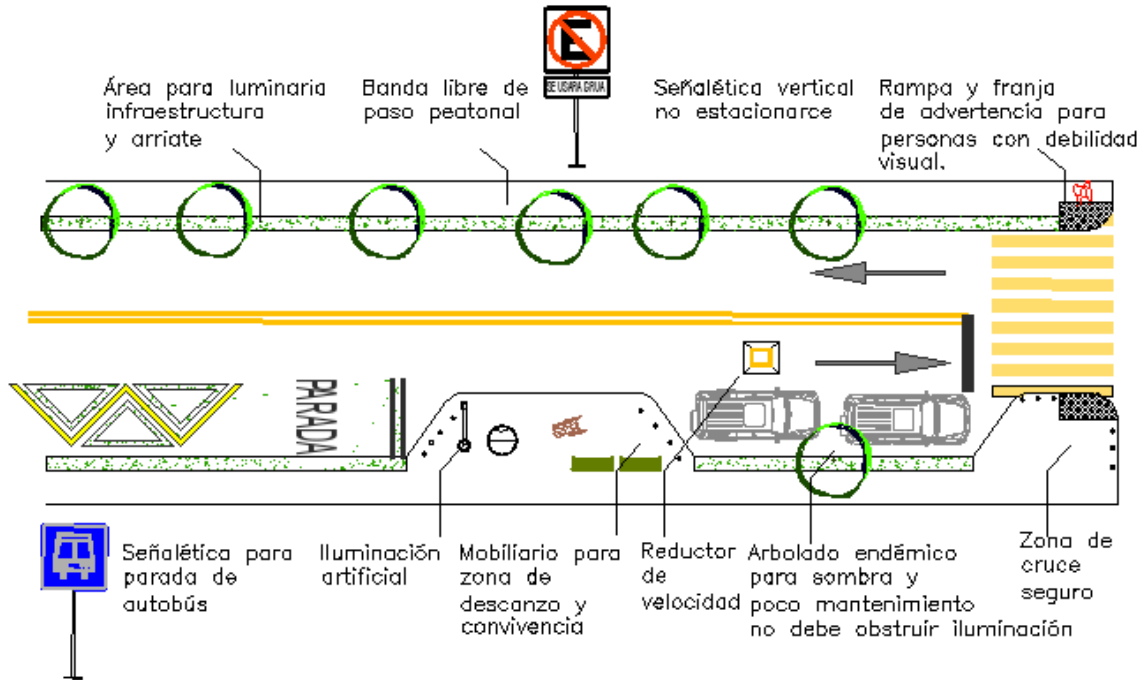 E
SE USARA GRUA
Área para luminaria
infraestructura
y arriate
Banda libre de
paso peatonal
Señalética vertical
no estacionarce
Rampa y franja
de advertencia para
personas con debilidad
visual.
PARADA
Señalética para
parada de
autobús
Iluminación
artificial
Mobiliario para
zona de
descanzo y
convivencia
Reductor
de
velocidad
Arbolado endémico
para sombra y
poco mantenimiento
no debe obstruir iluminación
Zona de
cruce
seguro